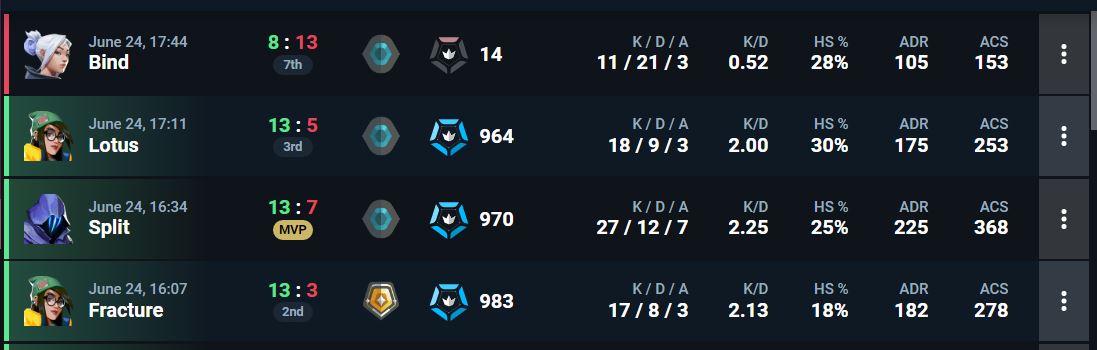 June 24, 17:44
Bind
8 : 13
7th
14
K / D / A
11 / 21 / 3
K/D
0.52
HS %
28%
ADR
105
ACS
153
June 24, 17:11
Lotus
13 : 5
3rd
964
K / D / A
18 / 9 / 3
K/D
2.00
HS %
30%
ADR
175
ACS
253
June 24, 16:34
Split
13 : 7
MVP
970
K / D / A
27 / 12 / 7
K/D
2.25
HS %
25%
ADR
225
ACS
368
June 24, 16:07
Fracture
13 : 3
2nd
983
K / D / A
17 / 8 / 3
K/D
2.13
HS %
18%
ADR
182
ACS
278